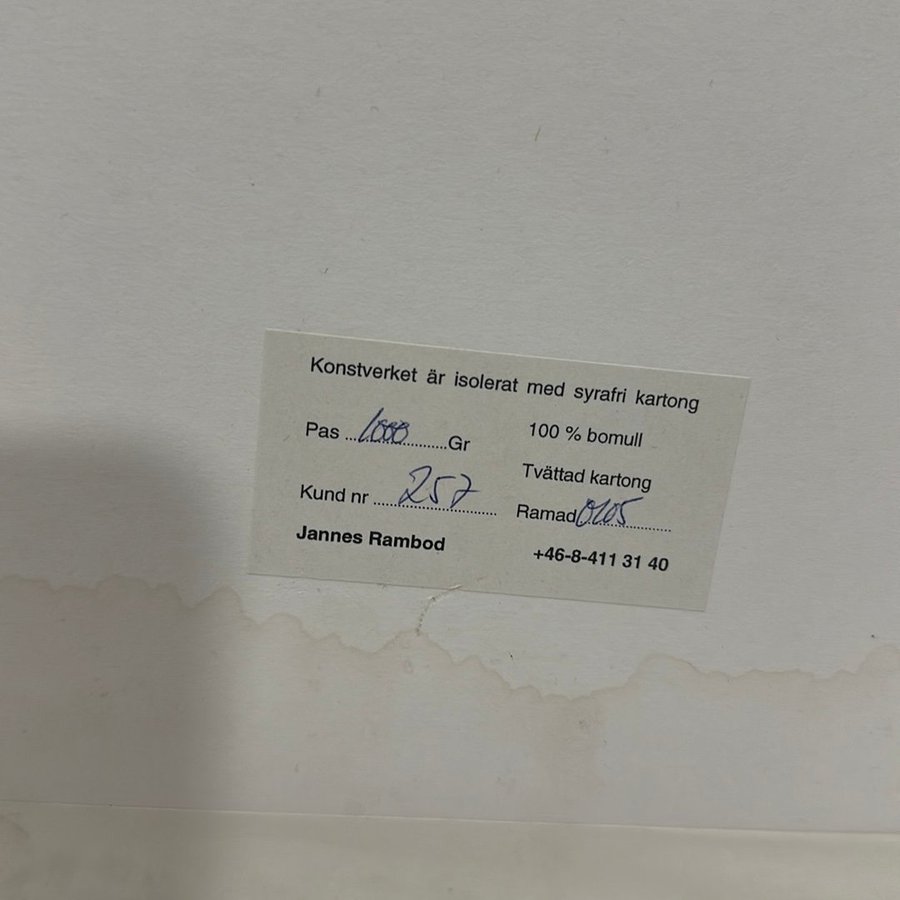 Konstverket är isolerat med syrafri kartong
Pas ...1000...Gr 100 % bomull
Tvättad kartong
Kund nr ...257... Ramad 0105
Jannes Rambod +46-8-411 31 40